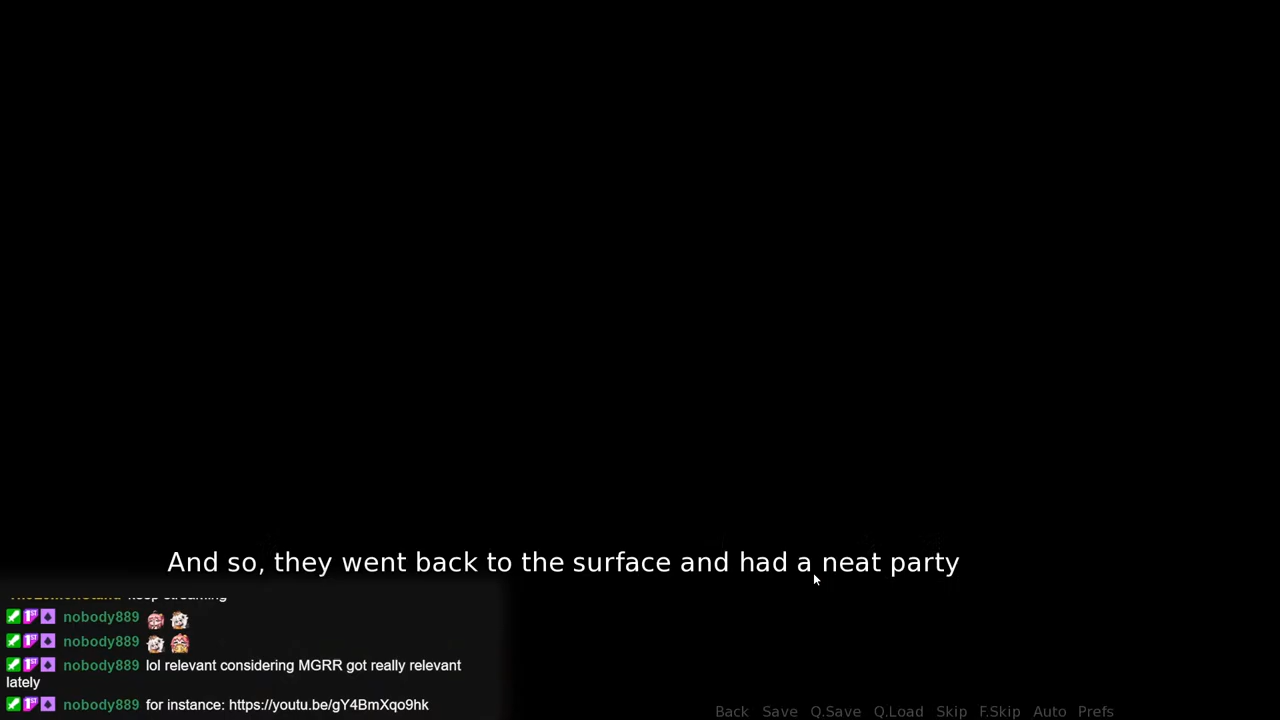 And so, they went back to the surface and had a neat party
keep streaming
nobody889
nobody889
nobody889 lol relevant considering MGRR got really relevant
lately
nobody889 for instance: https://youtu.be/gY4BmXqo9hk
Back Save Q.Save Q.Load Skip F.Skip Auto Prefs